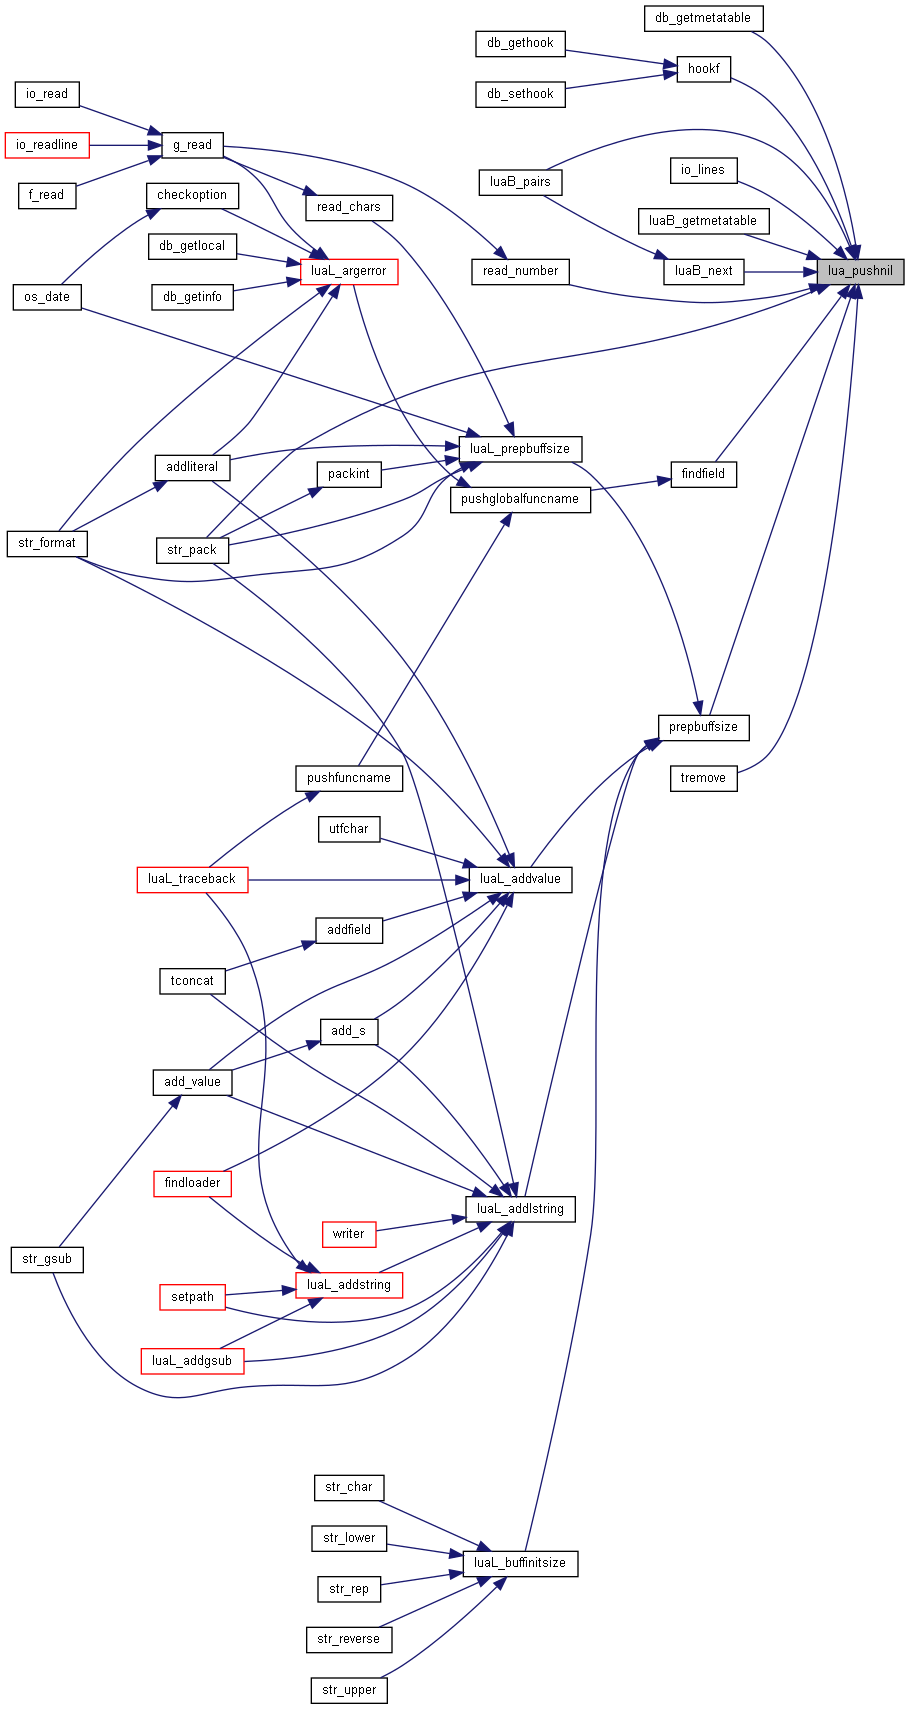 db_getmetatable
db_gethook
hookf
db_sethook
io_read
io_readline
g_read
f_read
checkoption
luaB_pairs
io_lines
read_chars
luaB_getmetatable
db_getlocal
luaL_argerror
read_number
luaB_next
lua_pushnil
os_date
db_getinfo
luaL_prepbuffsize
addliteral
packint
findfield
pushglobalfuncname
str_format
str_pack
prepbuffsize
pushfuncname
tremove
utfchar
luaL_traceback
luaL_addvalue
addfield
tconcat
add_s
add_value
findloader
luaL_addlstring
writer
str_gsub
luaL_addstring
setpath
luaL_addgsub
str_char
str_lower
luaL_buffinitsize
str_rep
str_reverse
str_upper